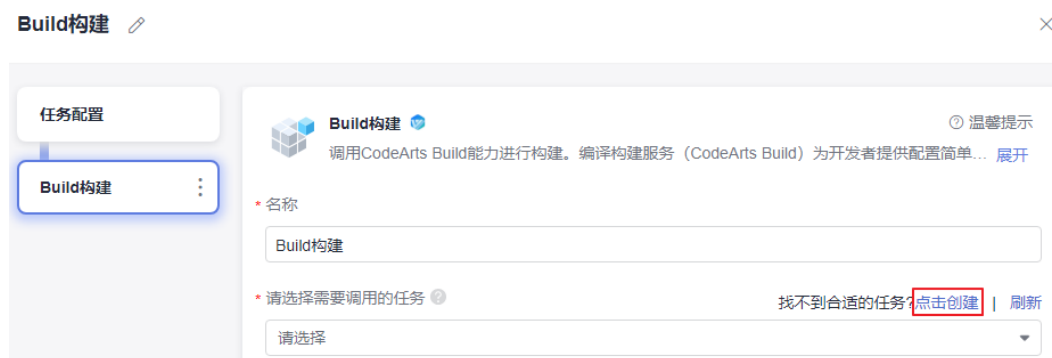 Build构建
任务配置
Build构建
Build构建
温馨提示
调用CodeArts Build能力进行构建。编译构建服务（CodeArts Build）为开发者提供配置简单... 展开
* 名称
Build构建
* 请选择需要调用的任务
找不到合适的任务?点击创建 | 刷新
请选择